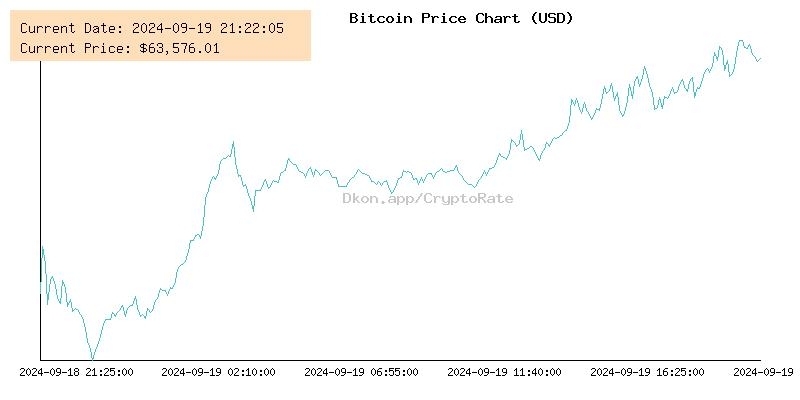 Bitcoin Price Chart (USD)
Current Date: 2024-09-19 21:22:05
Current Price: $63,576.01
Dkon.app/CryptoRate
2024-09-18 21:25:00 2024-09-19 02:10:00 2024-09-19 06:55:00 2024-09-19 11:40:00 2024-09-19 16:25:00 2024-09-19